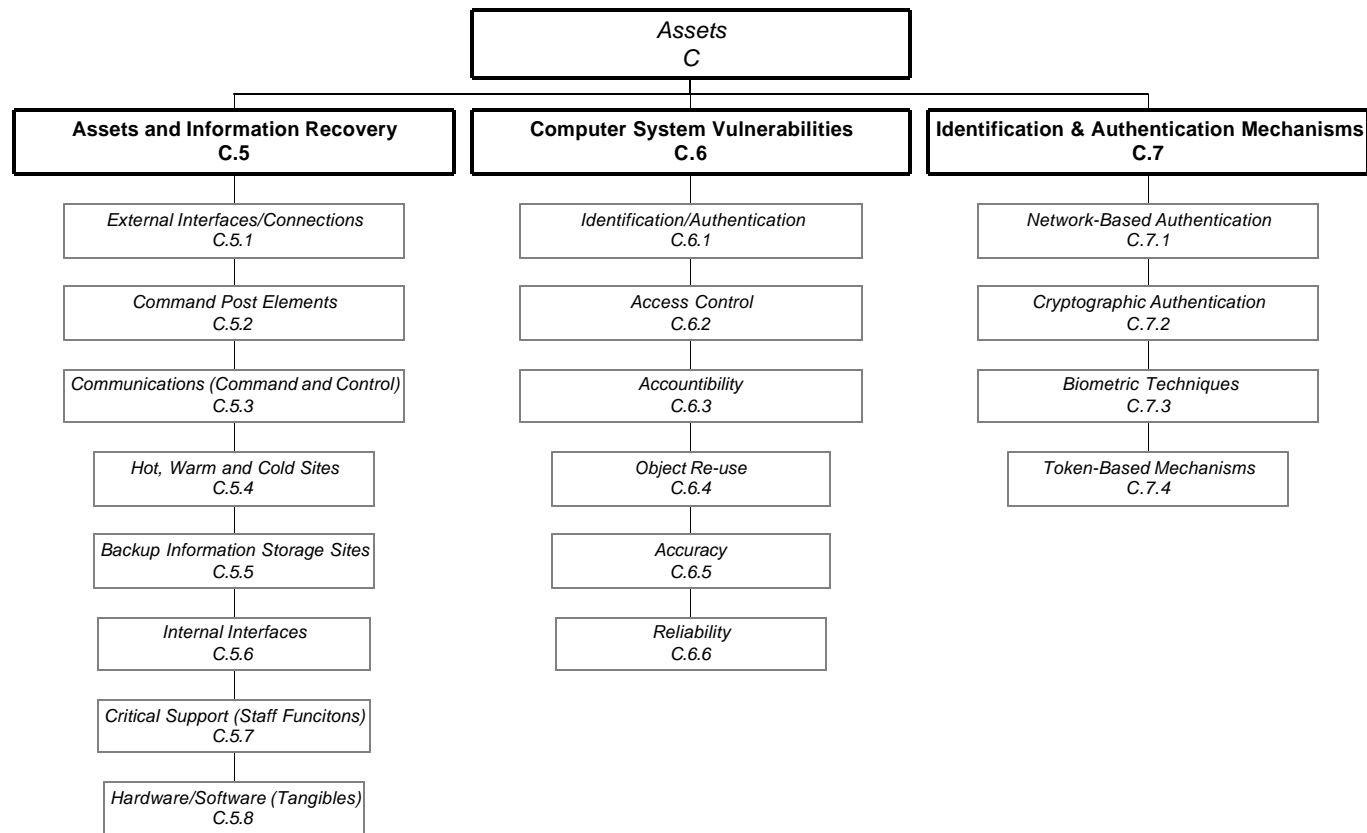 Assets
C
Assets and Information Recovery
C.5
External Interfaces/Connections
C.5.1
Command Post Elements
C.5.2
Communications (Command and Control)
C.5.3
Hot, Warm and Cold Sites
C.5.4
Backup Information Storage Sites
C.5.5
Internal Interfaces
C.5.6
Critical Support (Staff Funcitons)
C.5.7
Hardware/Software (Tangibles)
C.5.8
Computer System Vulnerabilities
C.6
Identification/Authentication
C.6.1
Access Control
C.6.2
Accountibility
C.6.3
Object Re-use
C.6.4
Accuracy
C.6.5
Reliability
C.6.6
Identification & Authentication Mechanisms
C.7
Network-Based Authentication
C.7.1
Cryptographic Authentication
C.7.2
Biometric Techniques
C.7.3
Token-Based Mechanisms
C.7.4